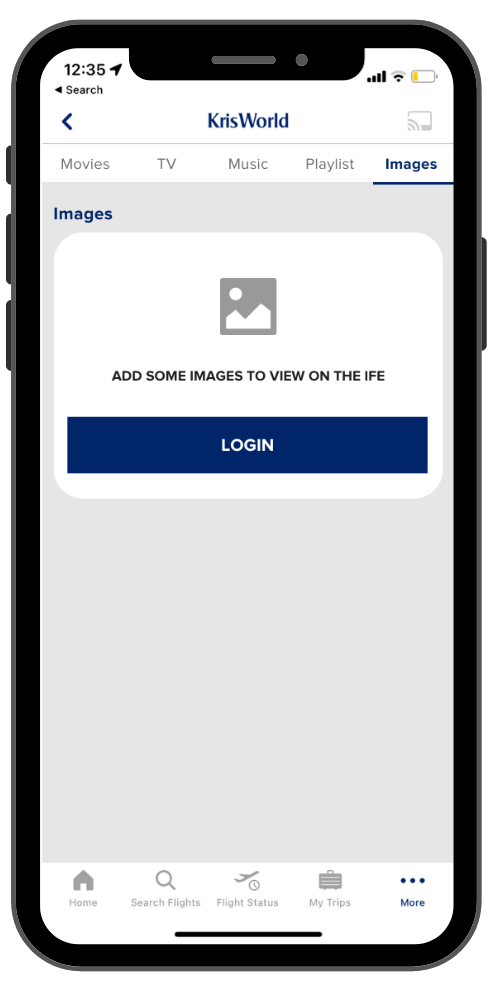 12:35
◀ Search
KrisWorld
Movies TV Music Playlist Images
Images
ADD SOME IMAGES TO VIEW ON THE IFE
LOGIN
Home Search Flights Flight Status My Trips More